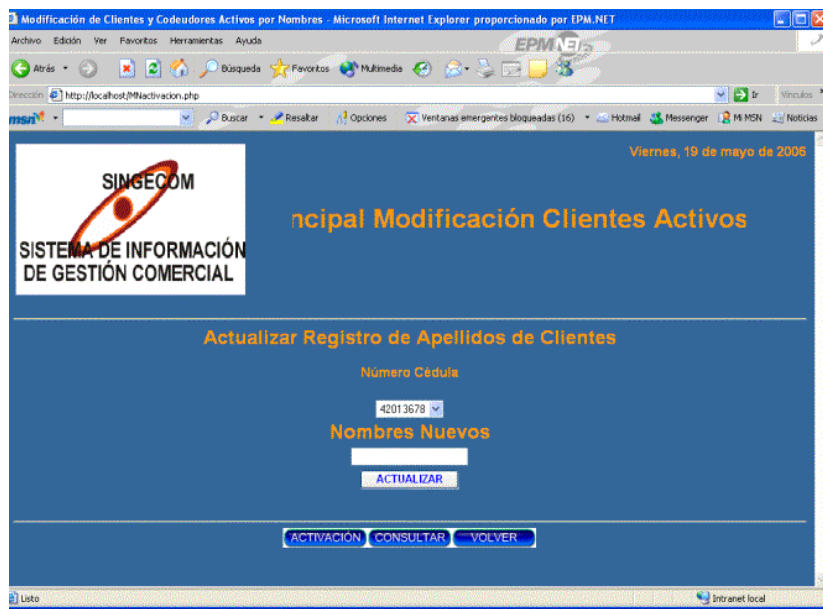 Modificación de Clientes y Codeudores Activos por Nombres - Microsoft Internet Explorer proporcionado por EPM.NET
Archivo Edición Ver Favoritos Herramientas Ayuda
EPM.NET
Atrás Búsqueda Favoritos Multimedia
Dirección http://localhost/MNactivacion.php Ir Vínculos
msn Buscar Resaltar Opciones Ventanas emergentes bloqueadas (16) Hotmail Messenger Mi MSN Noticias
Viernes, 19 de mayo de 2006
SINGECOM
SISTEMA DE INFORMACIÓN
DE GESTIÓN COMERCIAL
ncipal Modificación Clientes Activos
Actualizar Registro de Apellidos de Clientes
Número Cédula
42013678
Nombres Nuevos
ACTUALIZAR
ACTIVACIÓN CONSULTAR VOLVER
Listo Intranet local